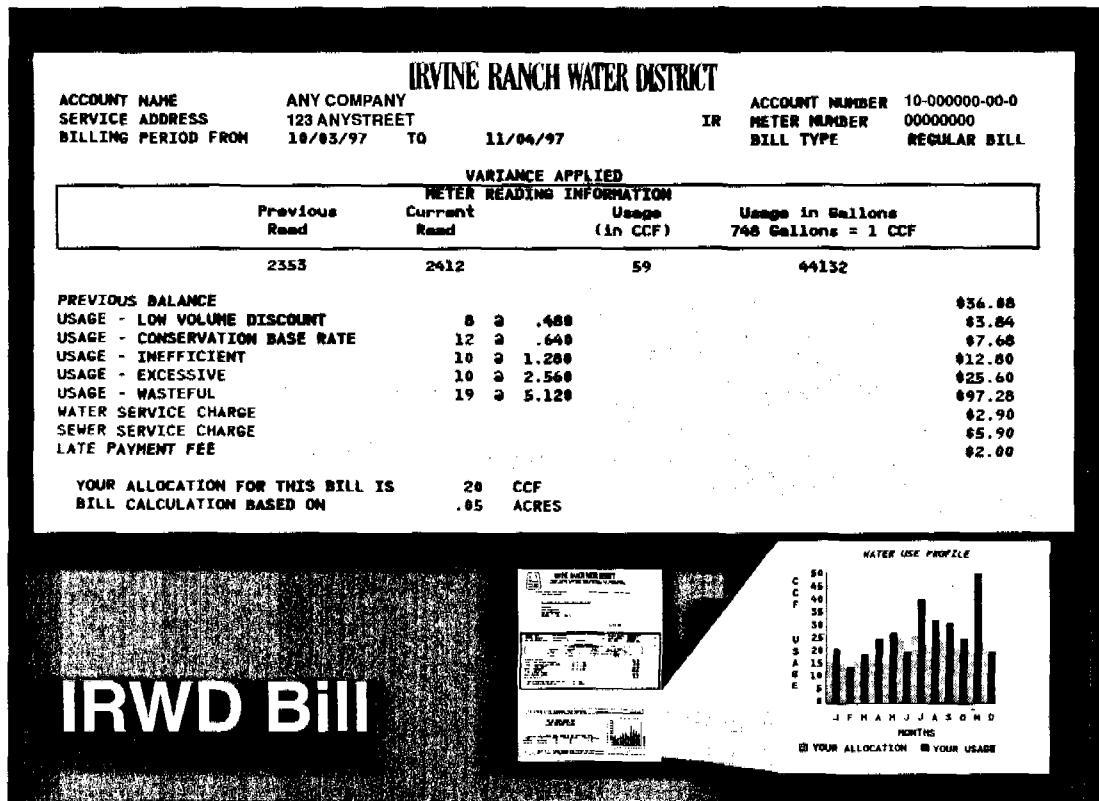 IRVINE RANCH WATER DISTRICT
ACCOUNT NAME ANY COMPANY ACCOUNT NUMBER 10-000000-00-0
SERVICE ADDRESS 123 ANYSTREET IR METER NUMBER 00000000
BILLING PERIOD FROM 10/03/97 TO 11/04/97 BILL TYPE REGULAR BILL
VARIANCE APPLIED
METER READING INFORMATION
Previous Current Usage Usage in Gallons
Read Read (in CCF) 748 Gallons = 1 CCF
2353 2412 59 44132
PREVIOUS BALANCE $36.08
USAGE - LOW VOLUME DISCOUNT 8 @ .480 $3.84
USAGE - CONSERVATION BASE RATE 12 @ .640 $7.68
USAGE - INEFFICIENT 10 @ 1.280 $12.80
USAGE - EXCESSIVE 10 @ 2.560 $25.60
USAGE - WASTEFUL 19 @ 5.120 $97.28
WATER SERVICE CHARGE $2.90
SEWER SERVICE CHARGE $5.90
LATE PAYMENT FEE $2.00
YOUR ALLOCATION FOR THIS BILL IS 20 CCF
BILL CALCULATION BASED ON .05 ACRES
IRWD Bill
WATER USE PROFILE
CCF USAGE
50
45
40
35
30
25
20
15
10
5
0
J F M A M J J A S O N D
MONTHS
YOUR ALLOCATION YOUR USAGE